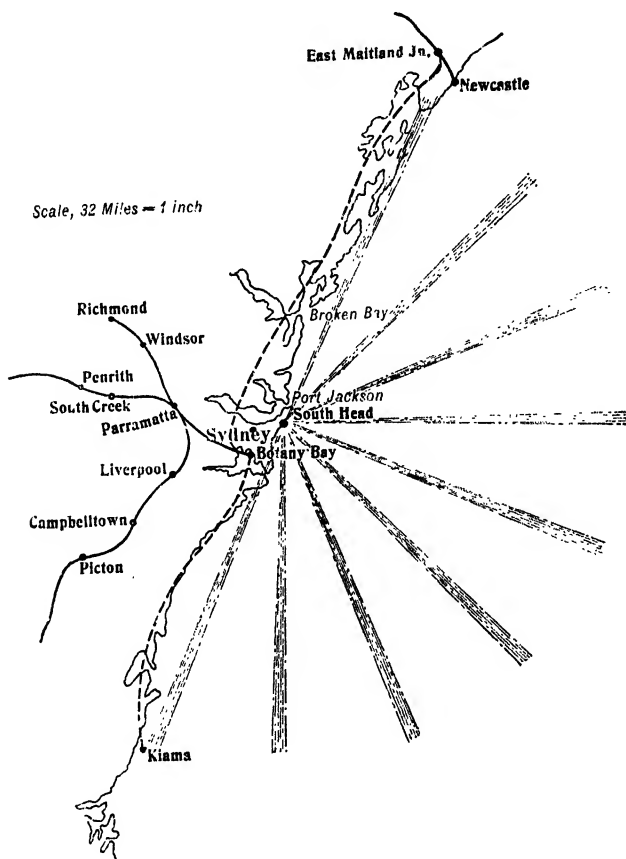 East Maitland Jn.
Newcastle
Scale, 32 Miles = 1 inch
Richmond
Broken Bay
Windsor
Penrith
South Creek
Port Jackson
Parramatta
South Head
Sydney
Botany Bay
Liverpool
Campbelltown
Picton
Kiama